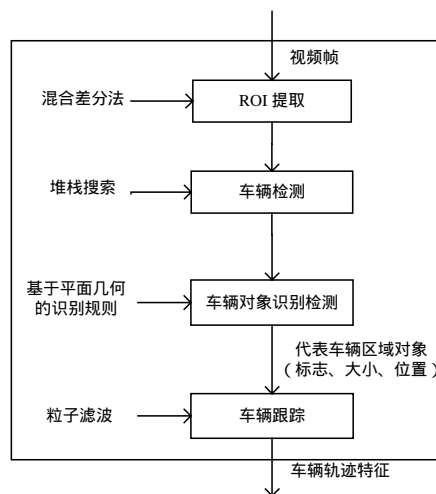 视频帧
混合差分法
ROI 提取
堆栈搜索
车辆检测
基于平面几何
的识别规则
车辆对象识别检测
代表车辆区域对象
（标志、大小、位置）
粒子滤波
车辆跟踪
车辆轨迹特征